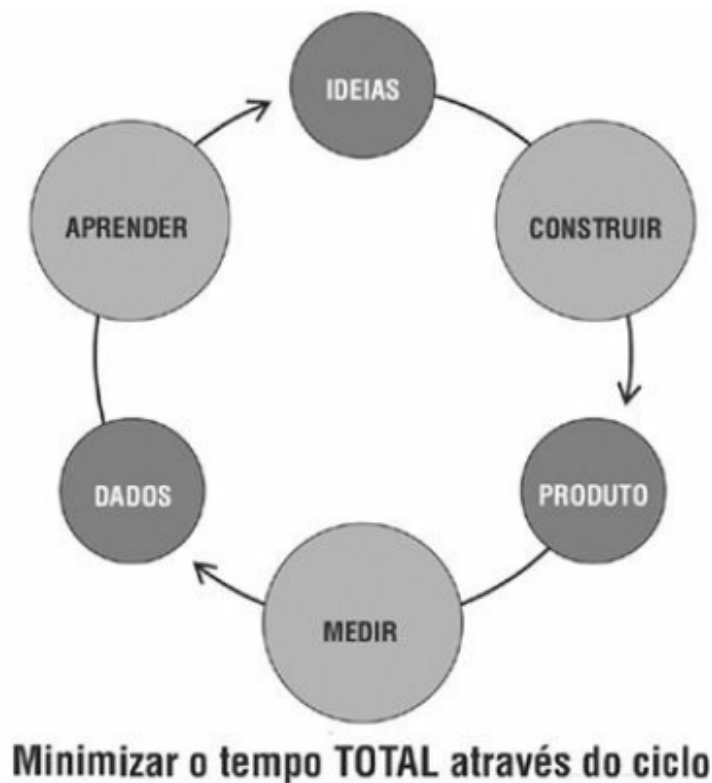 IDEIAS
APRENDER
CONSTRUIR
DADOS
PRODUTO
MEDIR
Minimizar o tempo TOTAL através do ciclo